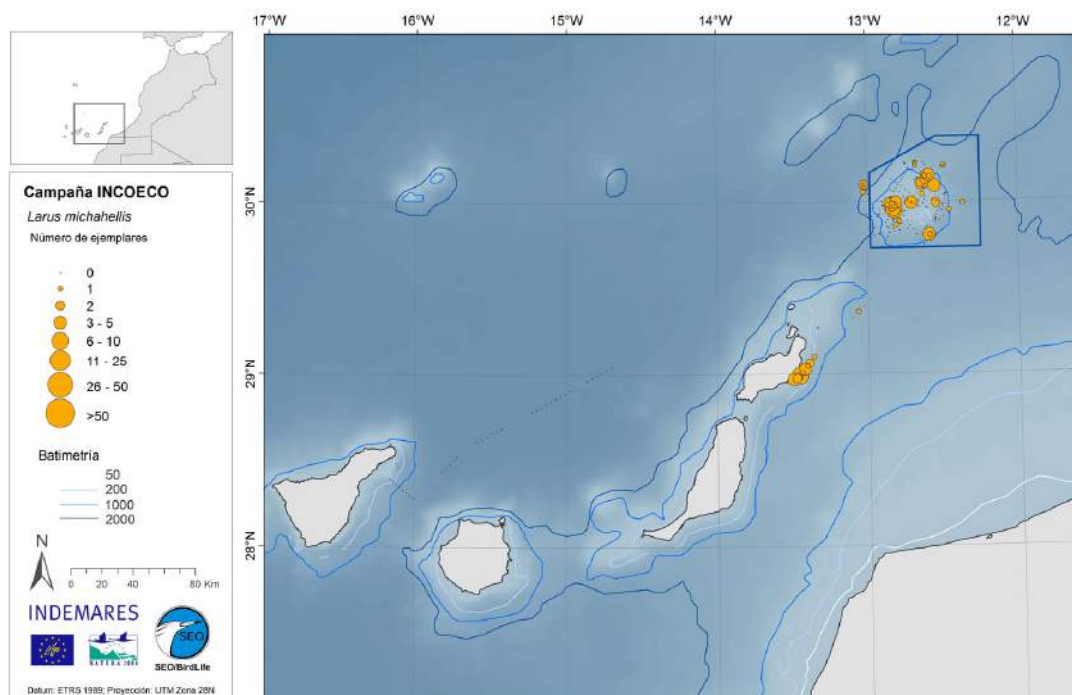 17°W 16°W 15°W 14°W 13°W 12°W
30°N
29°N
28°N
Campaña INCOECO
Larus michahellis
Número de ejemplares
0
1
2
3 - 5
6 - 10
11 - 25
26 - 50
>50
Batimetría
50
200
1000
2000
N
0 20 40 80 Km
INDEMARES
NATURA 2000
SEO
SEO/BirdLife
Datum: ETRS 1989; Proyección: UTM Zona 28N